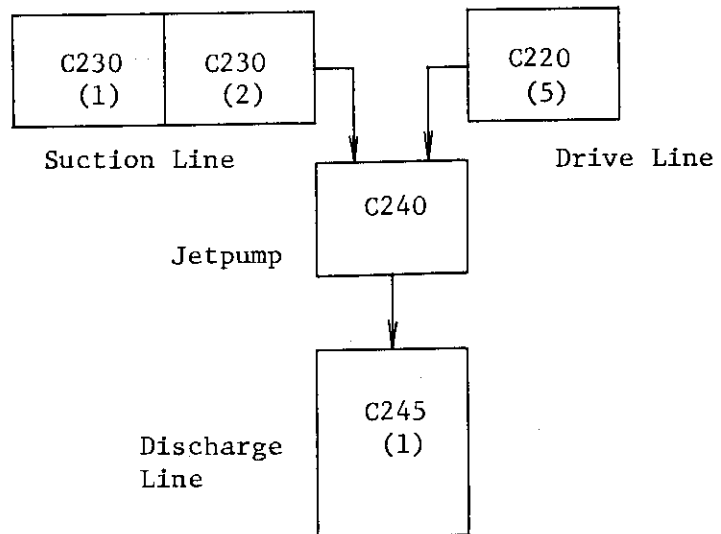 C230
(1)
C230
(2)
C220
(5)
Suction Line
Drive Line
C240
Jetpump
C245
(1)
Discharge
Line